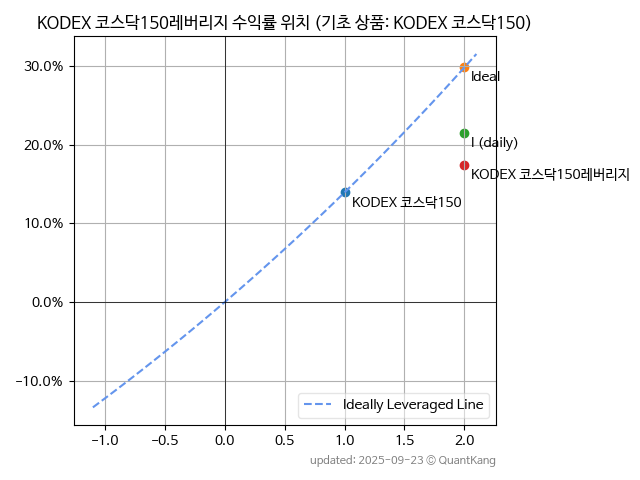 KODEX 코스닥150레버리지 수익률 위치 (기초 상품: KODEX 코스닥150)
30.0%
20.0%
10.0%
0.0%
−10.0%
Ideal
I (daily)
KODEX 코스닥150레버리지
KODEX 코스닥150
Ideally Leveraged Line
−1.0 −0.5 0.0 0.5 1.0 1.5 2.0
updated: 2025-09-23 © QuantKang